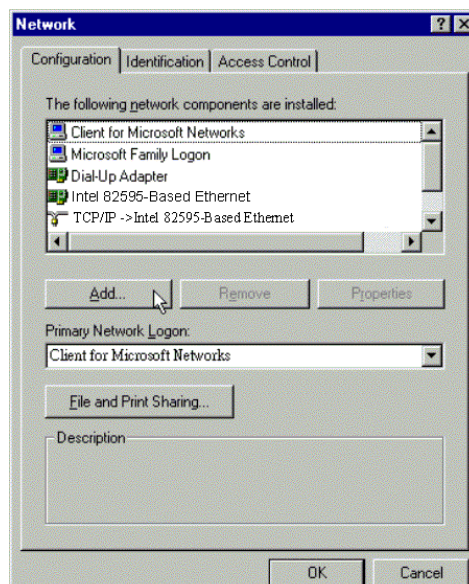 Network
Configuration Identification Access Control
The following network components are installed:
Client for Microsoft Networks
Microsoft Family Logon
Dial-Up Adapter
Intel 82595-Based Ethernet
TCP/IP ->Intel 82595-Based Ethernet
Add... Remove Properties
Primary Network Logon:
Client for Microsoft Networks
File and Print Sharing...
Description
OK Cancel